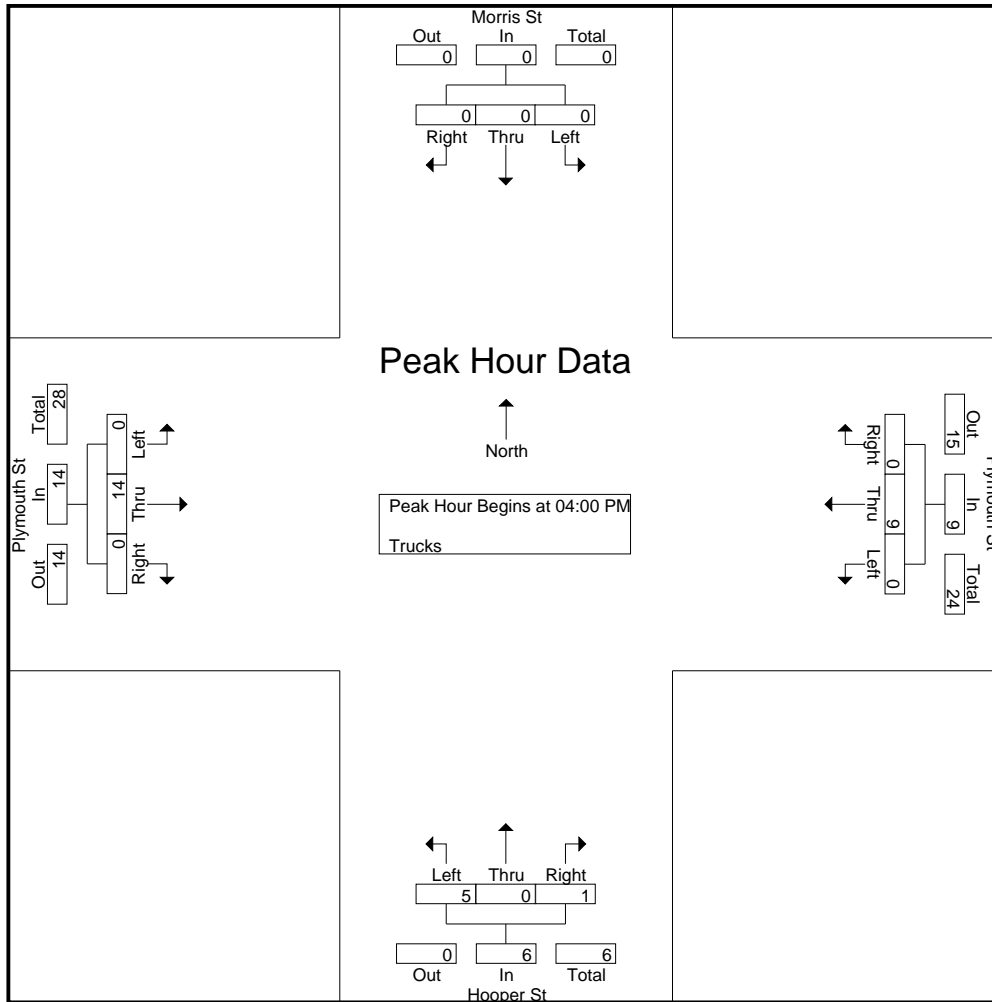 Morris St
Out In Total
0 0 0
0 0 0
Right Thru Left
Peak Hour Data
North
Peak Hour Begins at 04:00 PM
Trucks
Plymouth St
Out In Total
14 14 28
Right Thru Left
0 14 0
Plymouth St
Out In Total
15 9 24
Right Thru Left
0 9 0
Left Thru Right
5 0 1
0 6 6
Out In Total
Hooper St